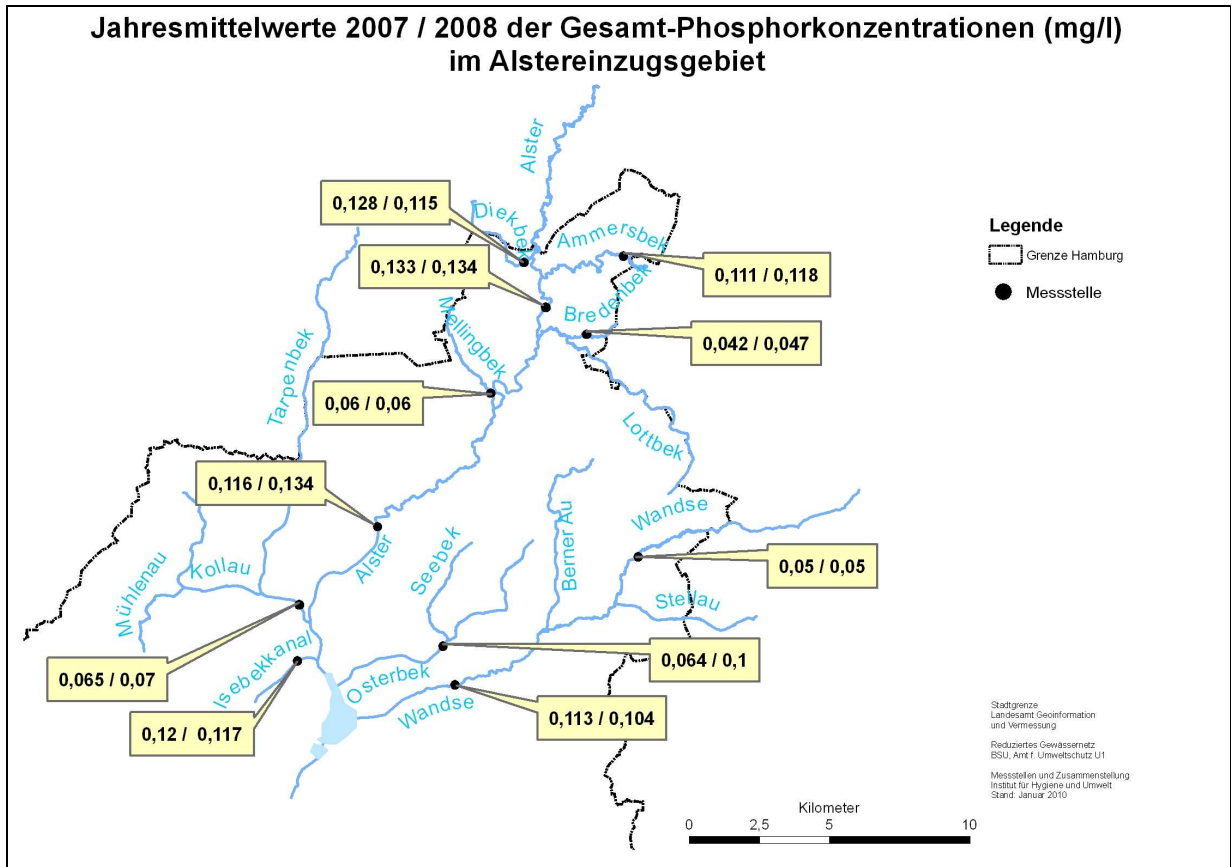 Jahresmittelwerte 2007 / 2008 der Gesamt-Phosphorkonzentrationen (mg/l)
im Alstereinzugsgebiet
Alster
0,128 / 0,115
Diekbek
Ammersbek
0,133 / 0,134
0,111 / 0,118
Bredenbek
0,042 / 0,047
Mellingbek
Tarpenbek
0,06 / 0,06
Lottbek
0,116 / 0,134
Wandse
Alster
Seebek
Berner Au
0,05 / 0,05
Mühlenau
Kollau
Stellau
0,065 / 0,07
Isebekkanal
0,064 / 0,1
Osterbek
Wandse
0,12 / 0,117
0,113 / 0,104
Legende
Grenze Hamburg
Messstelle
Stadtgrenze
Landesamt Geoinformation
und Vermessung
Reduziertes Gewässernetz
BSU, Amt f. Umweltschutz U1
Messstellen und Zusammenstellung
Institut für Hygiene und Umwelt
Stand: Januar 2010
Kilometer
0 2,5 5 10